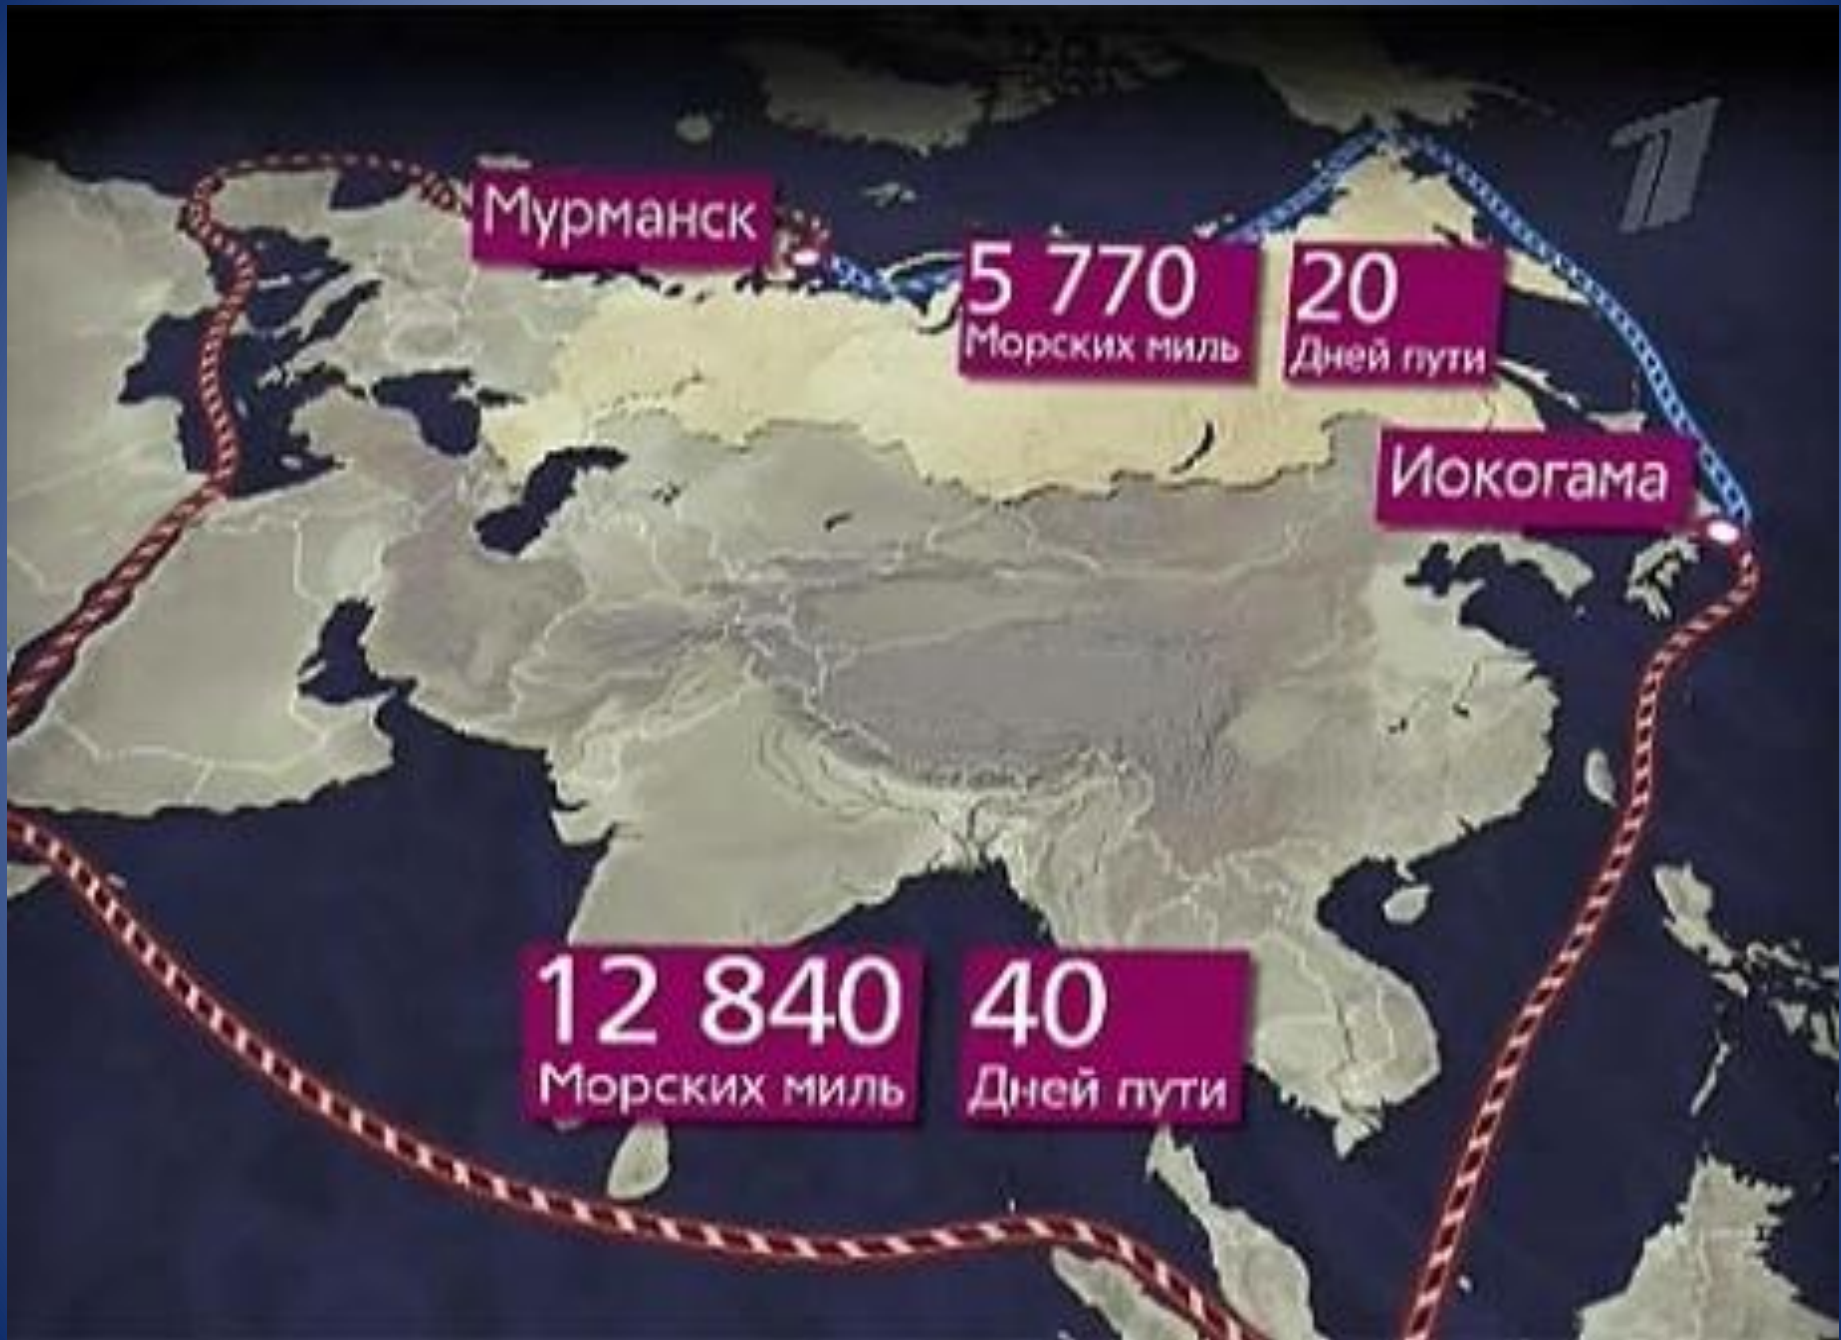 Мурманск
5 770
Морских миль
20
Дней пути
Иокогама
12 840
Морских миль
40
Дней пути